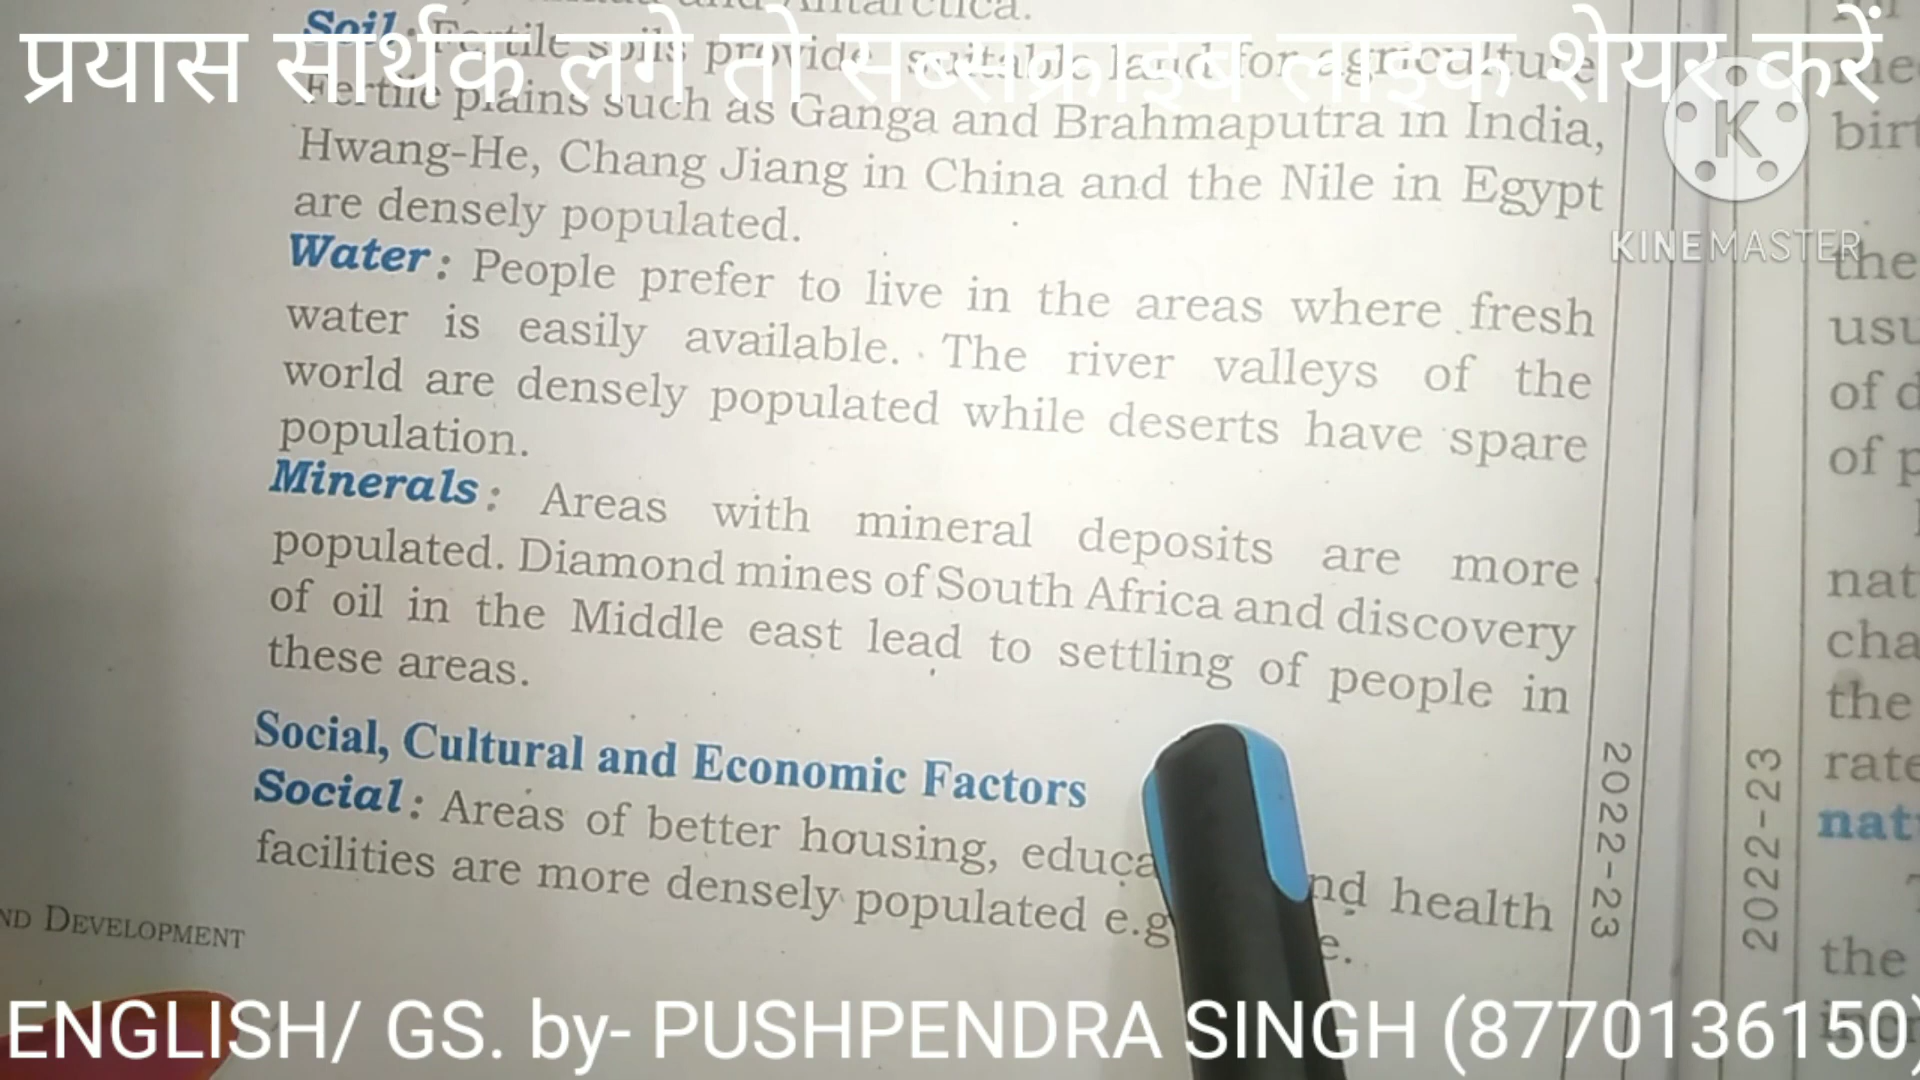 Antarctica.
प्रयास सार्थक लगे तो सब्सक्राइब लाइक शेयर करें
Soil: Fertile soils provide suitable land for agriculture
Fertile plains such as Ganga and Brahmaputra in India,
Hwang-He, Chang Jiang in China and the Nile in Egypt
are densely populated.
K
KINEMASTER
Water: People prefer to live in the areas where fresh
water is easily available. The river valleys of the
world are densely populated while deserts have spare
population.
Minerals: Areas with mineral deposits are more
populated. Diamond mines of South Africa and discovery
of oil in the Middle east lead to settling of people in
these areas.
Social, Cultural and Economic Factors
Social: Areas of better housing, educa nd health
facilities are more densely populated e.g e.
ND DEVELOPMENT
2022-23
2022-23
birt
the
usu
of d
of p
nat
cha
the
rate
nat
the
ENGLISH/ GS. by- PUSHPENDRA SINGH (8770136150)